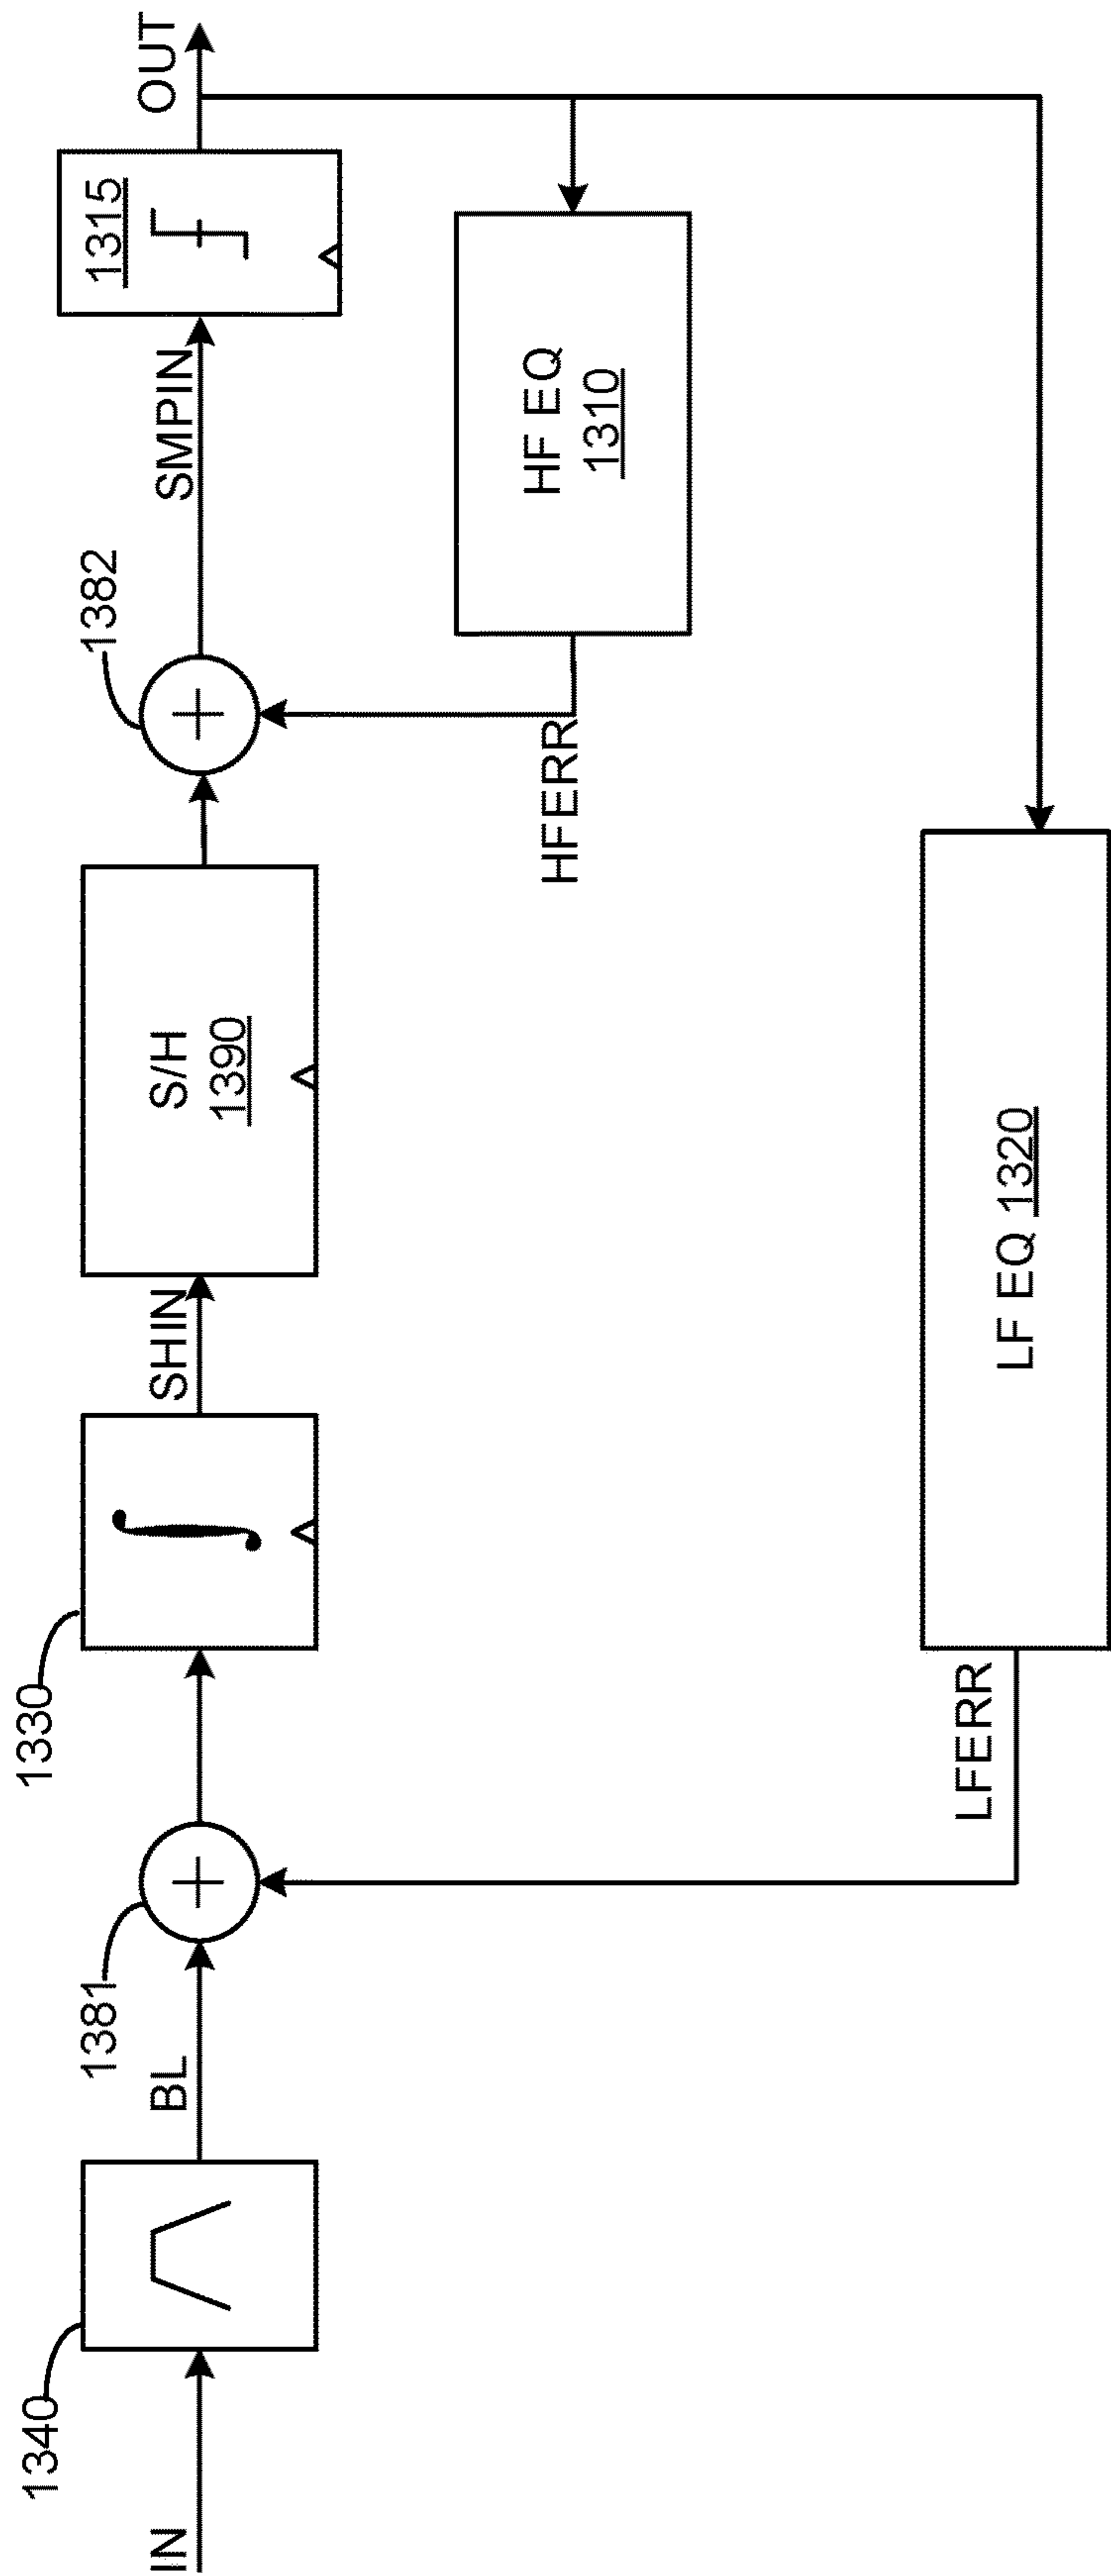 IN
1340
BL
1381
1330
SHIN
S/H
1390
1382
SMPIN
1315
OUT
HFERR
HF EQ
1310
LFERR
LF EQ 1320